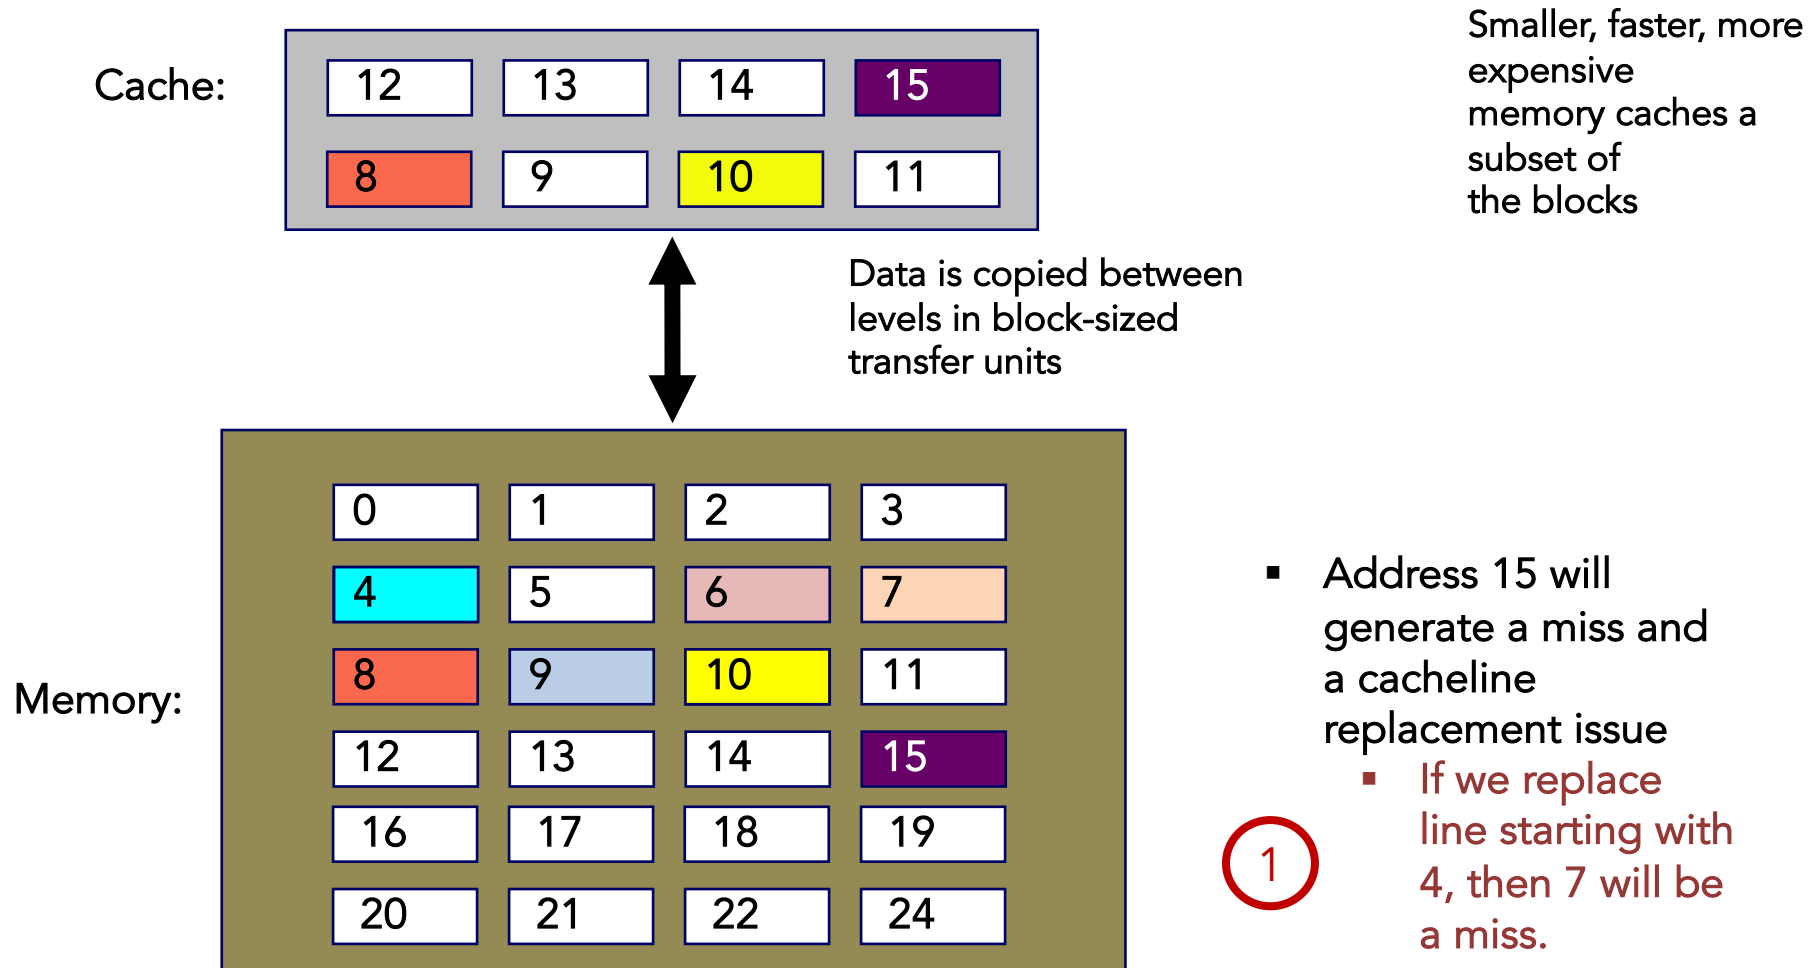 Smaller, faster, more
expensive
memory caches a
subset of
the blocks
Cache:
12 13 14 15
8 9 10 11
Data is copied between
levels in block-sized
transfer units
Memory:
0 1 2 3
4 5 6 7
8 9 10 11
12 13 14 15
16 17 18 19
20 21 22 24
▪ Address 15 will
generate a miss and
a cacheline
replacement issue
▪ If we replace
line starting with
4, then 7 will be
a miss.
1